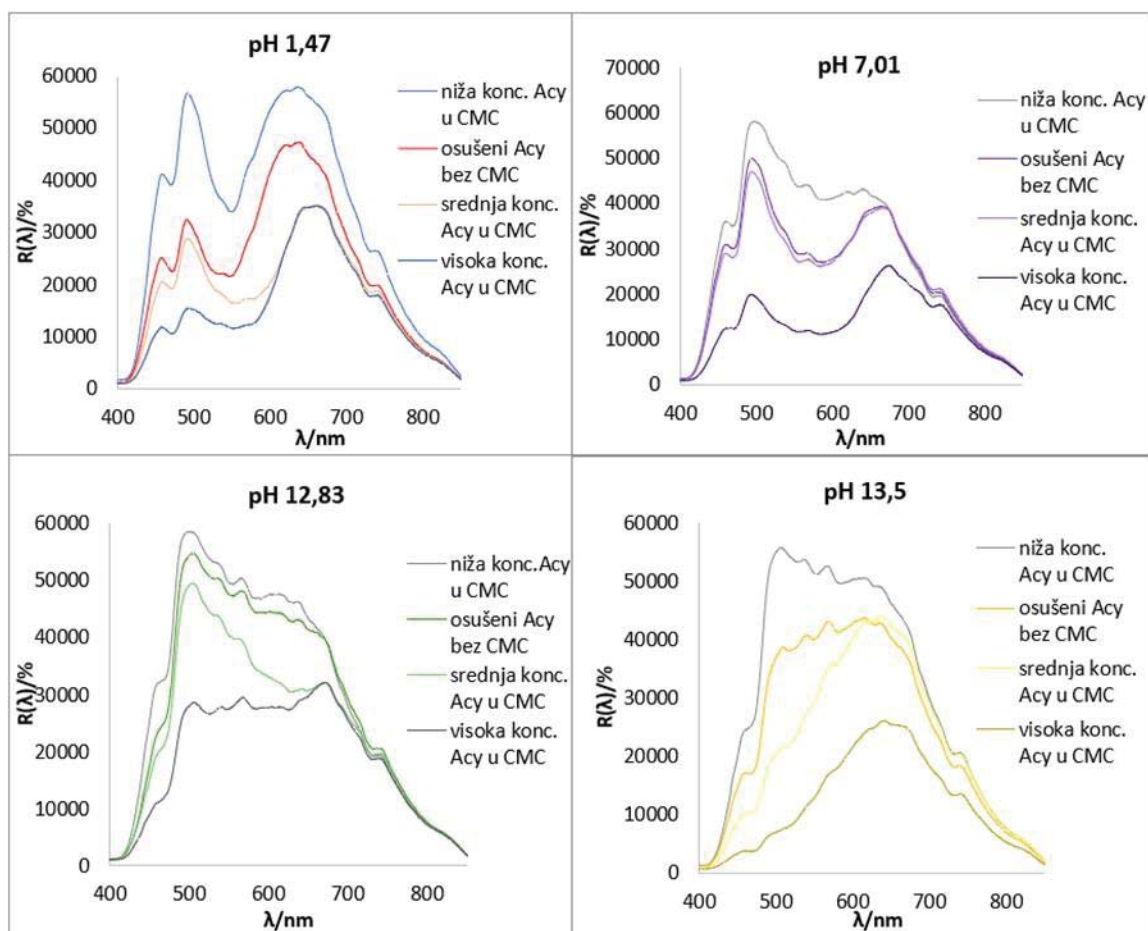 pH 1,47
60000
50000
40000
30000
20000
10000
0
R(λ)/%
400 500 600 700 800
λ/nm
niža konc. Acy
u CMC
osušeni Acy
bez CMC
srednja konc.
Acy u CMC
visoka konc.
Acy u CMC
pH 7,01
70000
60000
50000
40000
30000
20000
10000
0
R(λ)/%
400 500 600 700 800
λ/nm
niža konc. Acy
u CMC
osušeni Acy
bez CMC
srednja konc.
Acy u CMC
visoka konc.
Acy u CMC
pH 12,83
60000
50000
40000
30000
20000
10000
0
R(λ)/%
400 500 600 700 800
λ/nm
niža konc.Acy
u CMC
osušeni Acy
bez CMC
srednja konc.
Acy u CMC
visoka konc.
Acy u CMC
pH 13,5
60000
50000
40000
30000
20000
10000
0
R(λ)/%
400 500 600 700 800
λ/nm
niža konc.
Acy u CMC
osušeni Acy
bez CMC
srednja konc.
Acy u CMC
visoka konc.
Acy u CMC